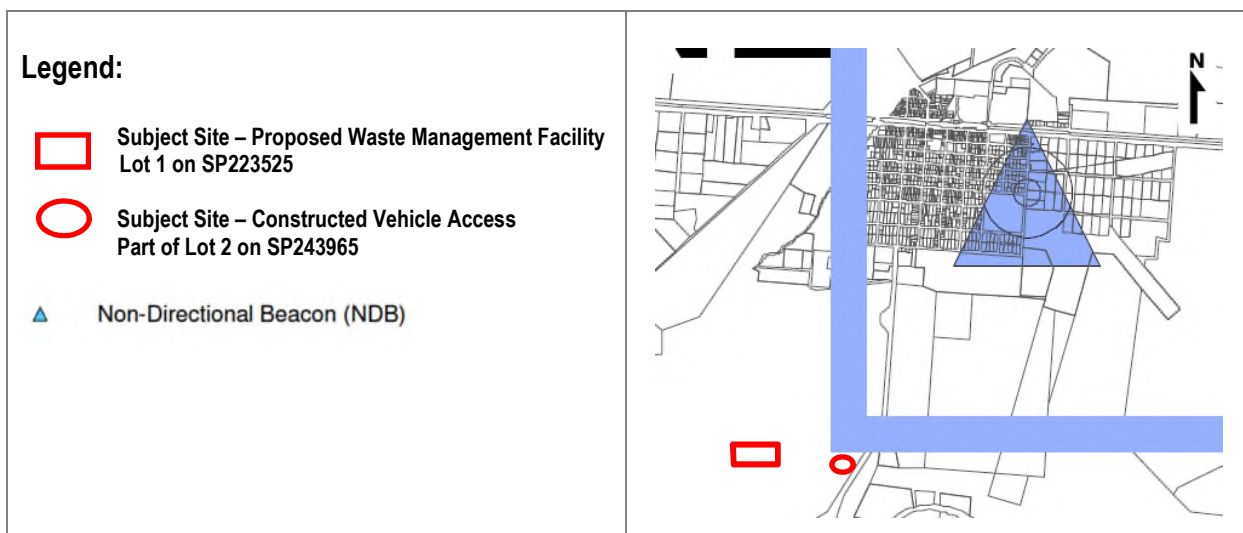 Legend:
Subject Site – Proposed Waste Management Facility
Lot 1 on SP223525
Subject Site – Constructed Vehicle Access
Part of Lot 2 on SP243965
Non-Directional Beacon (NDB)
N